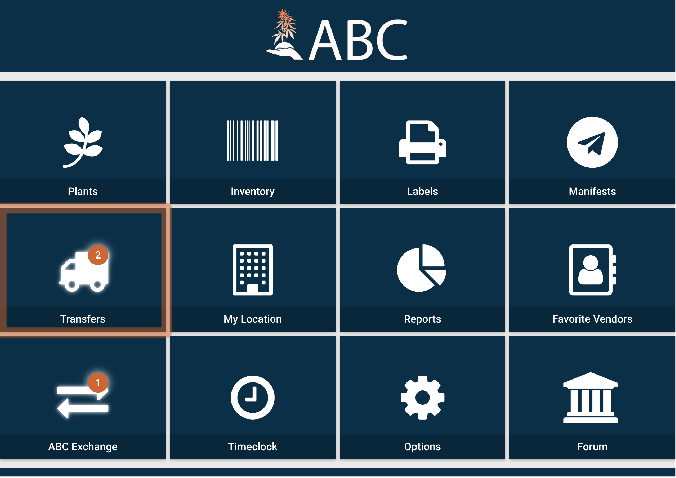 ABC
Plants
Inventory
Labels
Manifests
2
Transfers
My Location
Reports
Favorite Vendors
1
ABC Exchange
Timeclock
Options
Forum